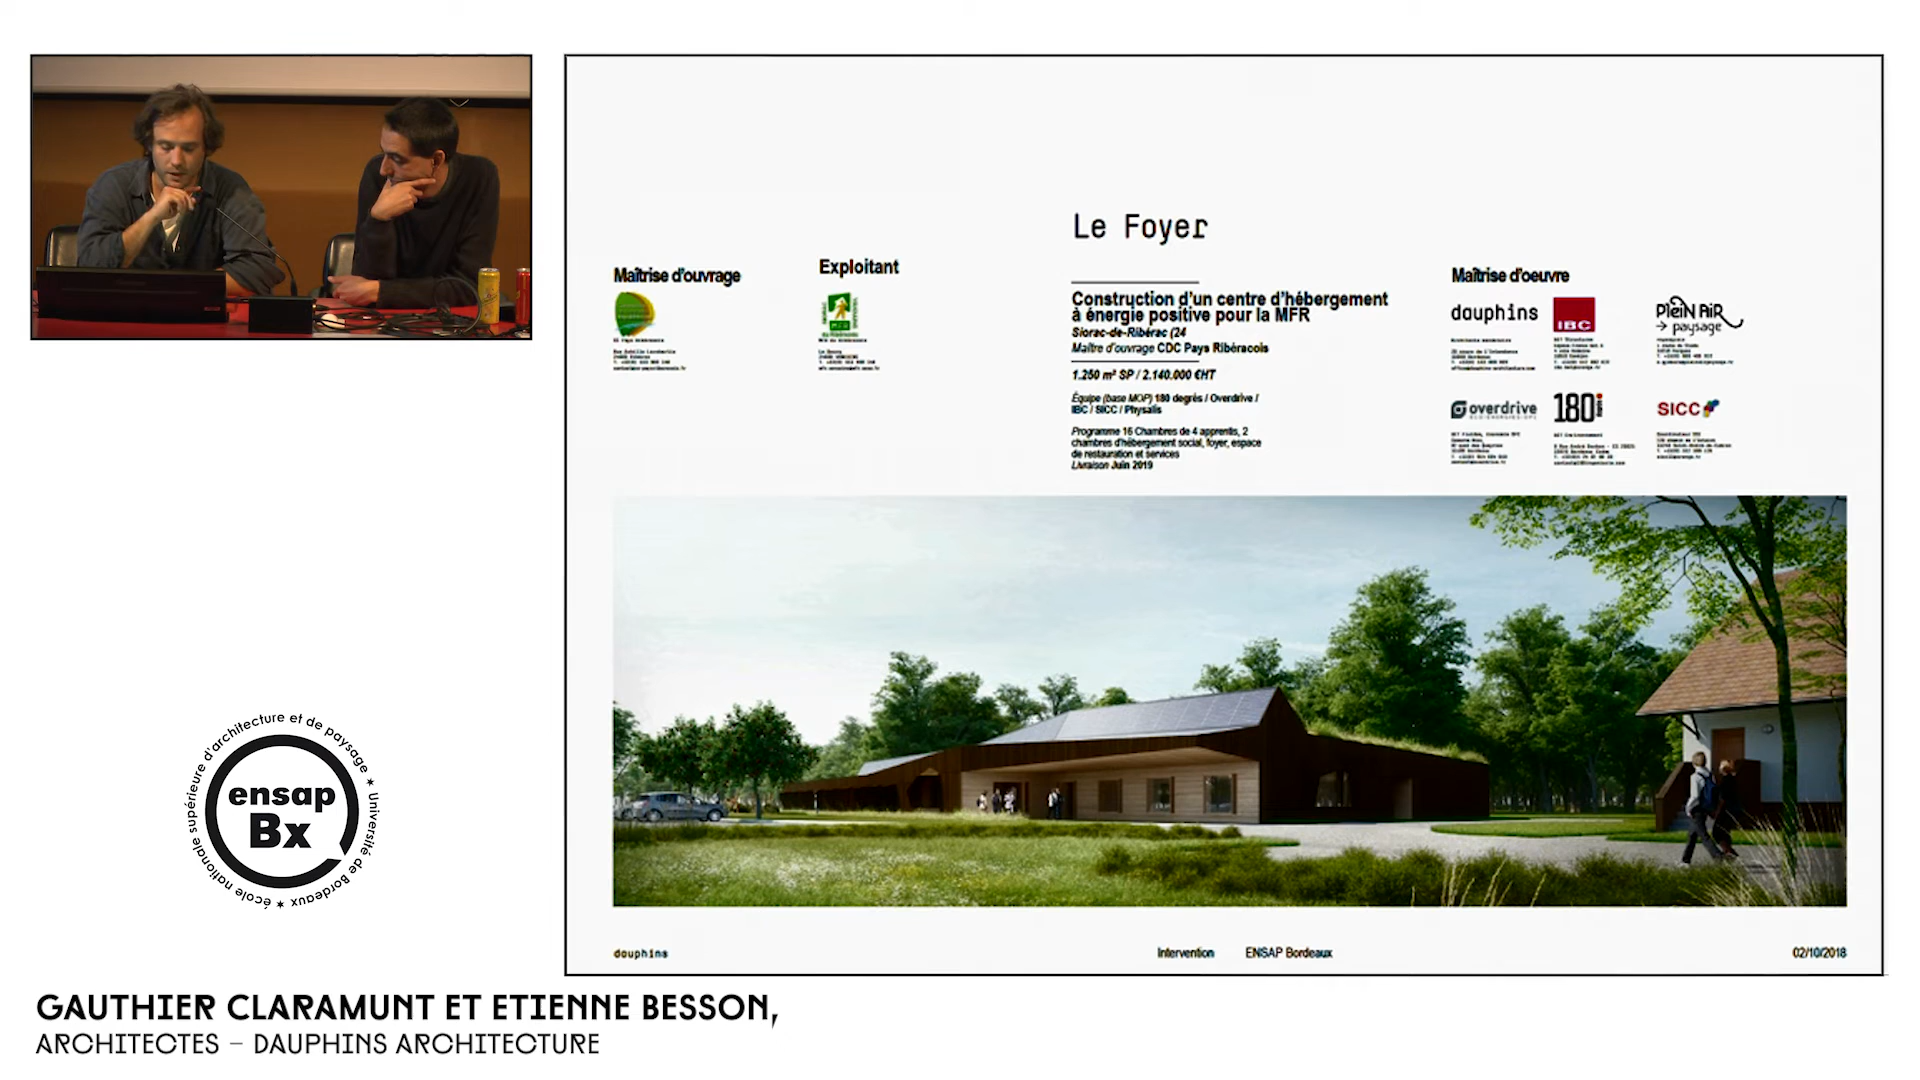 Le Foyer
Maîtrise d'ouvrage
Exploitant
MFR
Construction d'un centre d'hébergement
à énergie positive pour la MFR
Siorac-de-Ribérac (24
Maître d'ouvrage CDC Pays Ribéracois
1.250 m² SP / 2.140.000 €HT
Équipe (base MOP) 180 degrés / Overdrive /
IBC / SICC / Physalis
Programme 16 Chambres de 4 apprentis, 2
chambres d'hébergement social, foyer, espace
de restauration et services
Livraison Juin 2019
Maîtrise d'oeuvre
dauphins
IBC
PLEiN AiR
→ paysage
overdrive
180
SICC
dauphins
Intervention
ENSAP Bordeaux
02/10/2018
école nationale supérieure d'architecture et de paysage ★ Université de Bordeaux ★
ensap
Bx
GAUTHIER CLARAMUNT ET ETIENNE BESSON,
ARCHITECTES – DAUPHINS ARCHITECTURE